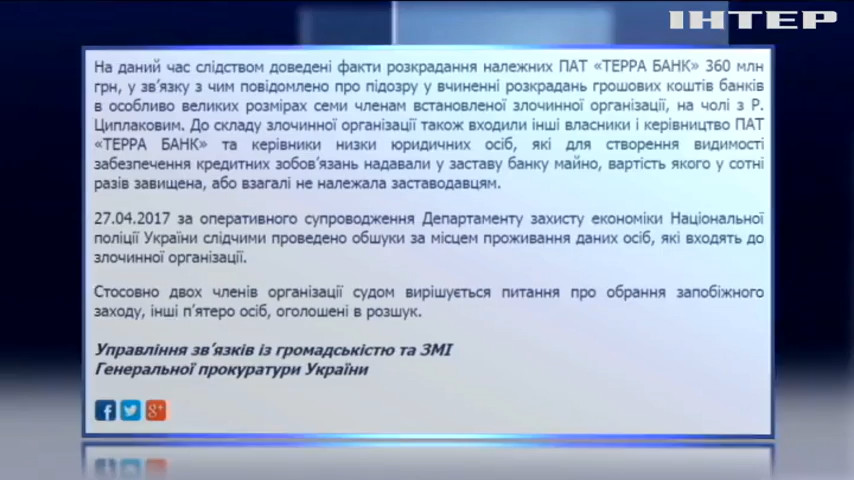 ІНТЕР
На даний час слідством доведені факти розкрадання належних ПАТ «ТЕРРА БАНК» 360 млн
грн, у зв’язку з чим повідомлено про підозру у вчиненні розкрадань грошових коштів банків
в особливо великих розмірах семи членам встановленої злочинної організації, на чолі з Р.
Циплаковим. До складу злочинної організації також входили інші власники і керівництво ПАТ
«ТЕРРА БАНК» та керівники низки юридичних осіб, які для створення видимості
забезпечення кредитних зобов’язань надавали у заставу банку майно, вартість якого у сотні
разів завищена, або взагалі не належала заставодавцям.
27.04.2017 за оперативного супроводження Департаменту захисту економіки Національної
поліції України слідчими проведено обшуки за місцем проживання даних осіб, які входять до
злочинної організації.
Стосовно двох членів організації судом вирішується питання про обрання запобіжного
заходу, інші п’ятеро осіб, оголошені в розшук.
Управління зв’язків із громадськістю та ЗМІ
Генеральної прокуратури України